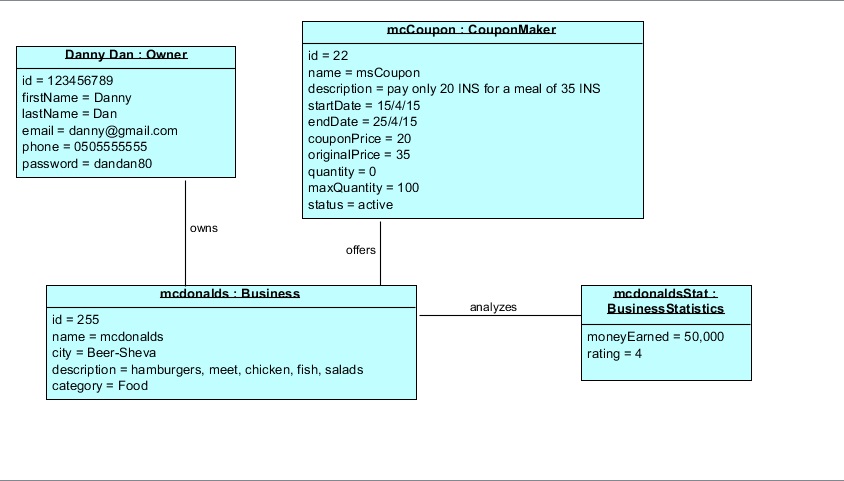 Danny Dan : Owner
id = 123456789
firstName = Danny
lastName = Dan
email = danny@gmail.com
phone = 0505555555
password = dandan80
mcCoupon : CouponMaker
id = 22
name = msCoupon
description = pay only 20 INS for a meal of 35 INS
startDate = 15/4/15
endDate = 25/4/15
couponPrice = 20
originalPrice = 35
quantity = 0
maxQuantity = 100
status = active
owns
offers
mcdonalds : Business
id = 255
name = mcdonalds
city = Beer-Sheva
description = hamburgers, meet, chicken, fish, salads
category = Food
analyzes
mcdonaldsStat :
BusinessStatistics
moneyEarned = 50,000
rating = 4